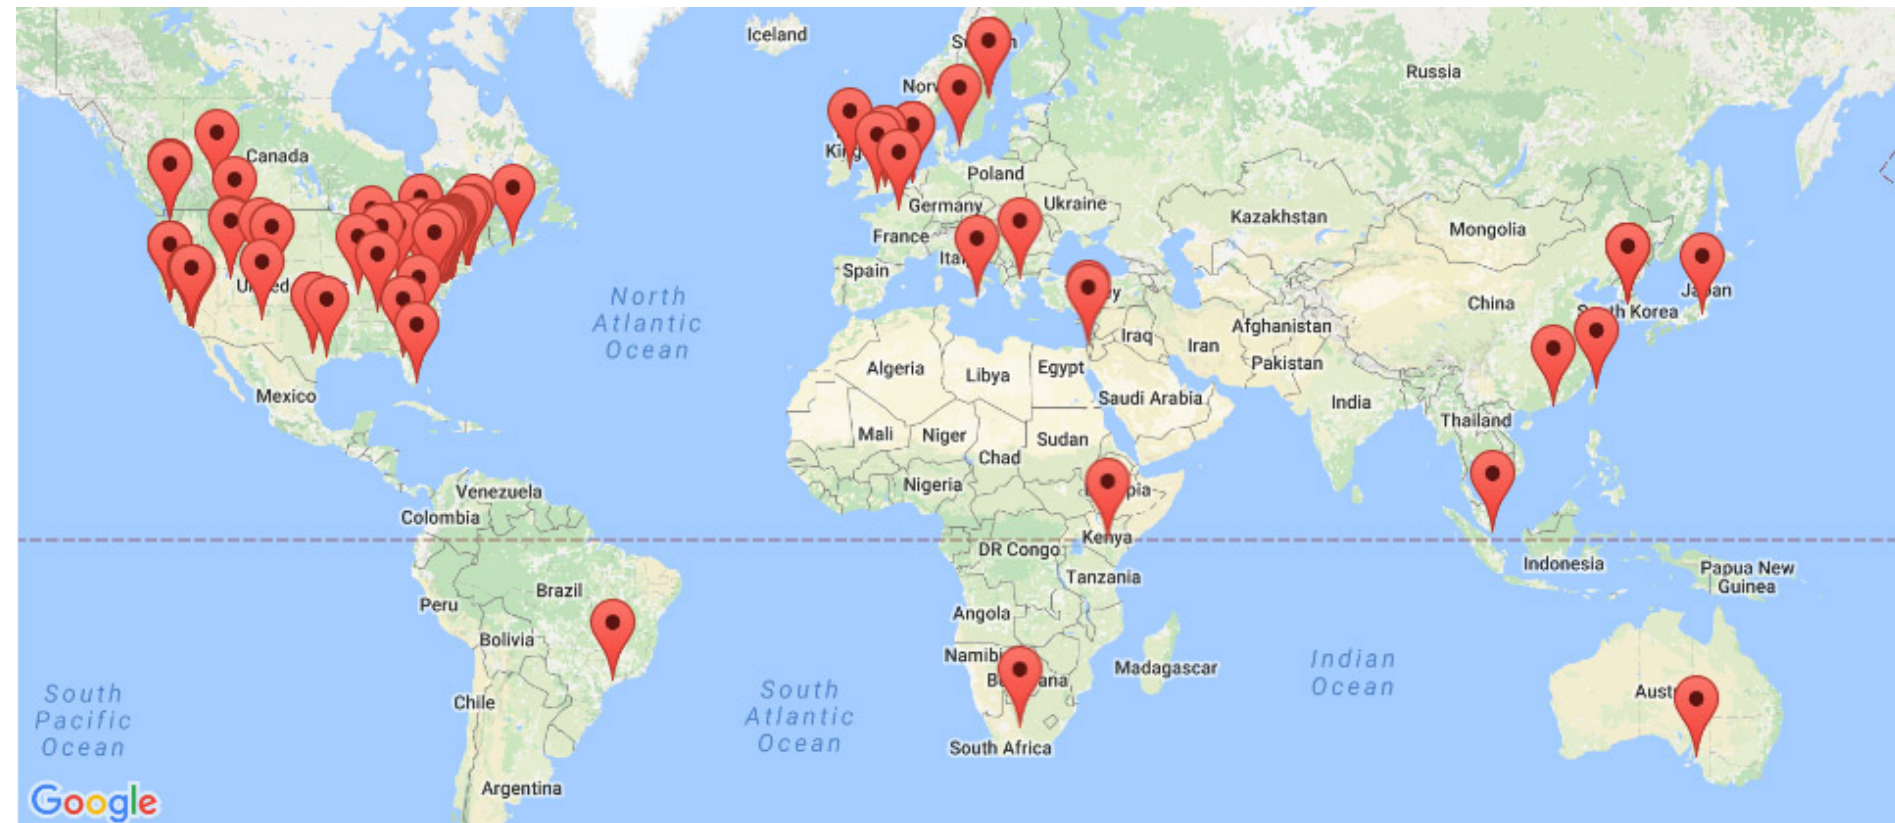 Iceland
Russia
Canada
Poland
Germany
Ukraine
France
Kazakhstan
Mongolia
Spain
North
Atlantic
Ocean
China
South Korea
Japan
Iraq
Iran
Afghanistan
Pakistan
Algeria
Libya
Egypt
Saudi Arabia
India
Mexico
Thailand
Mali
Niger
Sudan
Chad
Nigeria
Venezuela
Colombia
DR Congo
Kenya
Indonesia
Papua New
Guinea
Tanzania
Brazil
Peru
Angola
Bolivia
Madagascar
Indian
Ocean
Chile
South
Pacific
Ocean
South
Atlantic
Ocean
South Africa
Argentina
Google